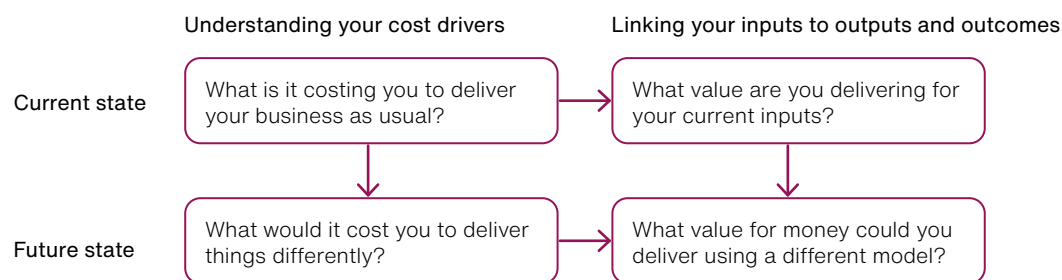 Understanding your cost drivers
Linking your inputs to outputs and outcomes
Current state
What is it costing you to deliver
your business as usual?
What value are you delivering for
your current inputs?
Future state
What would it cost you to deliver
things differently?
What value for money could you
deliver using a different model?